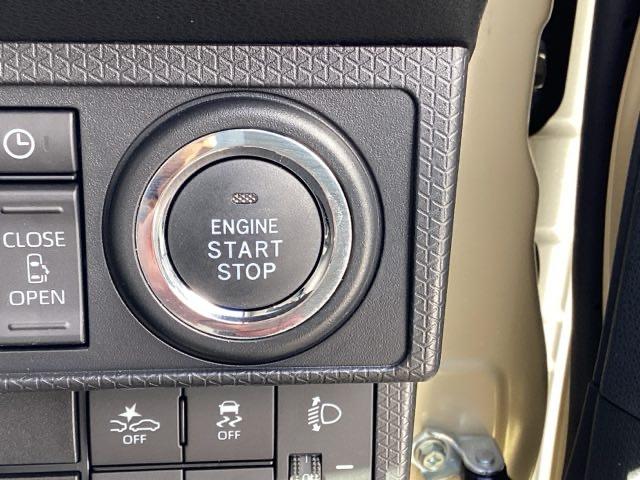 ENGINE
START
STOP
CLOSE
OPEN
OFF
OFF